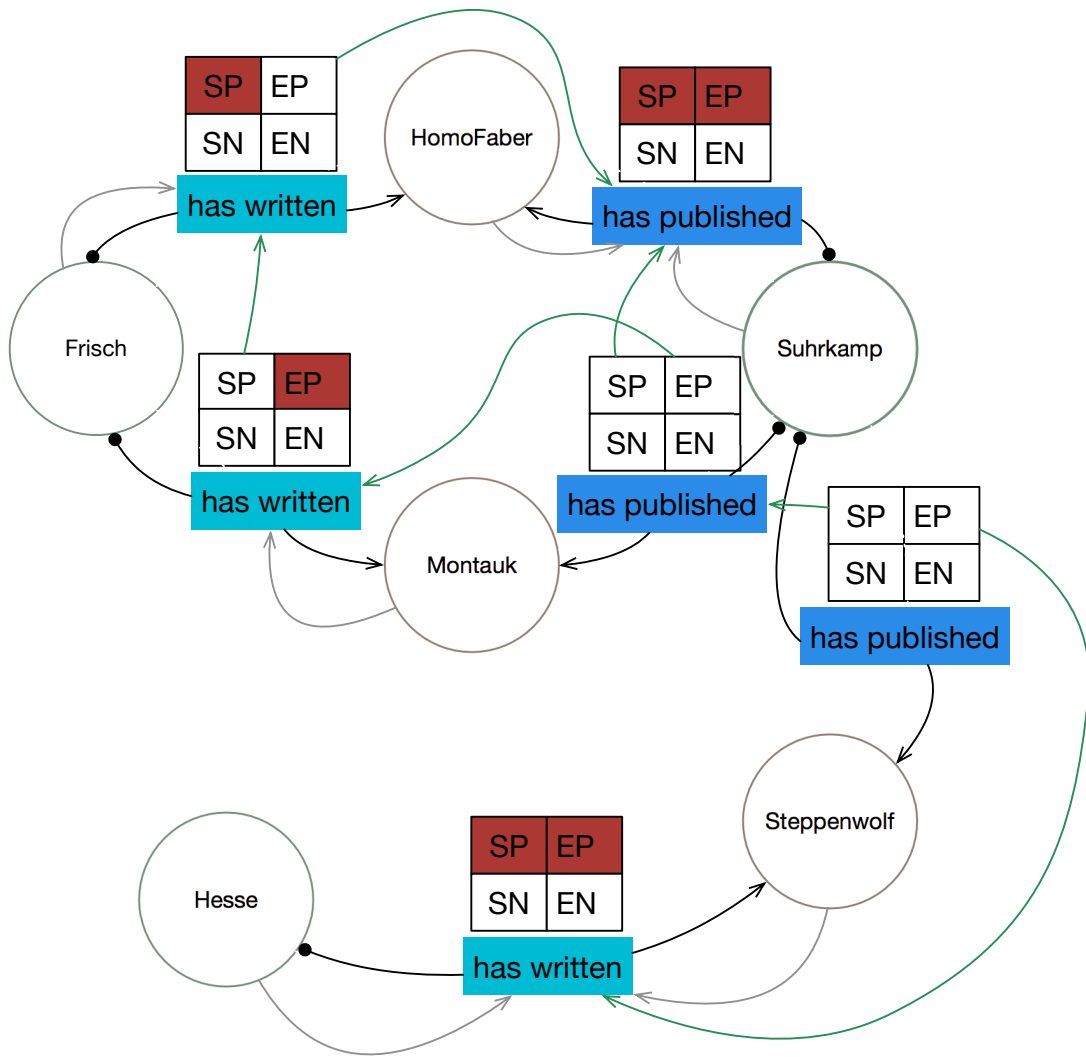 SP EP
SN EN
has written
HomoFaber
SP EP
SN EN
has published
Frisch
Suhrkamp
SP EP
SN EN
has written
SP EP
SN EN
has published
Montauk
SP EP
SN EN
has published
Steppenwolf
Hesse
SP EP
SN EN
has written